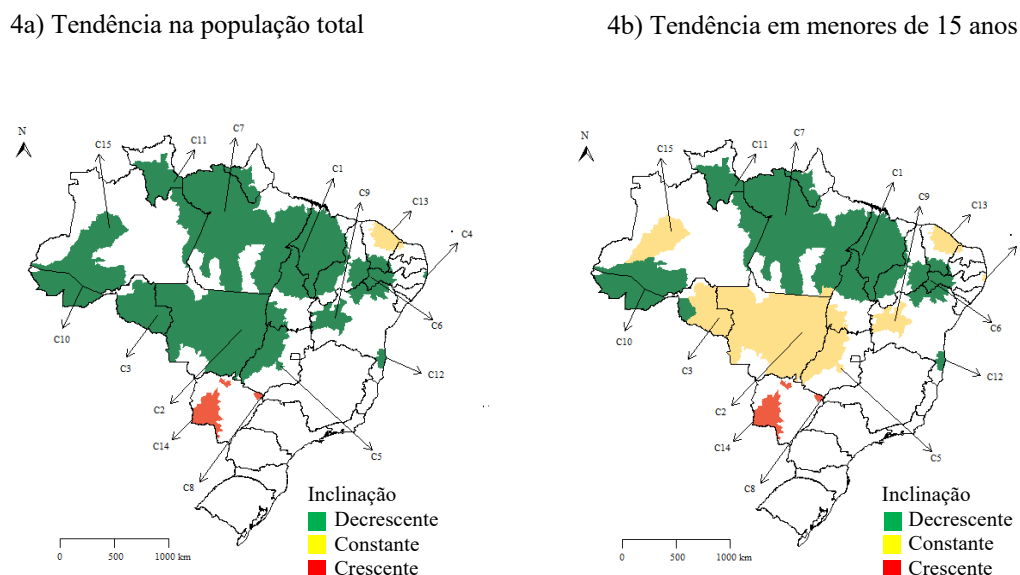 4a) Tendência na população total
4b) Tendência em menores de 15 anos
N
C15
C11
C7
C1
C9
C13
C4
C6
C12
C10
C3
C2
C14
C8
C5
Inclinação
Decrescente
Constante
Crescente
0 500 1000 km
N
C15
C11
C7
C1
C9
C13
C4
C6
C12
C10
C3
C2
C14
C8
C5
Inclinação
Decrescente
Constante
Crescente
0 500 1000 km